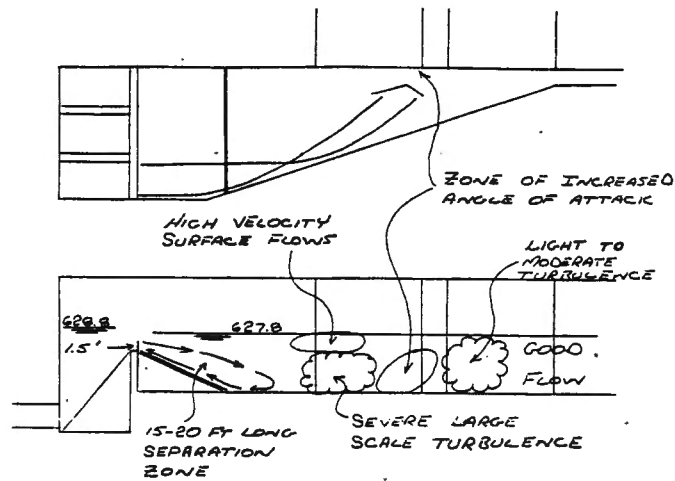 ZONE OF INCREASED
ANGLE OF ATTACK
HIGH VELOCITY
SURFACE FLOWS
LIGHT TO
MODERATE
TURBULENCE
628.8
627.8
1.5'
GOOD
FLOW
15-20 FT LONG
SEPARATION
ZONE
SEVERE LARGE
SCALE TURBULENCE